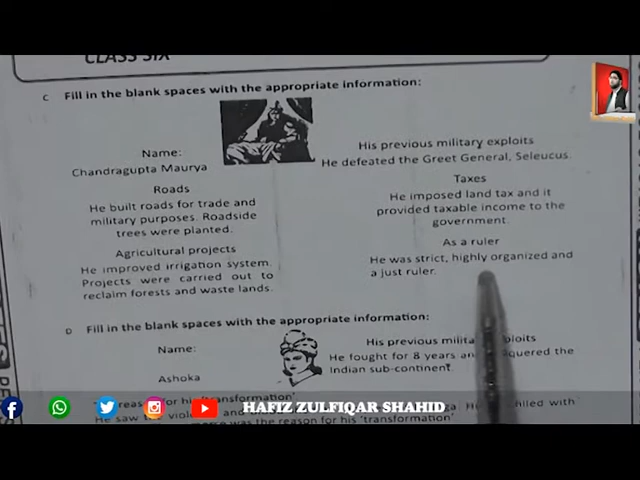 CLASS SIX
C Fill in the blank spaces with the appropriate information:
Name:
Chandragupta Maurya
Roads
He built roads for trade and
military purposes. Roadside
trees were planted.
Agricultural projects
He improved irrigation system.
Projects were carried out to
reclaim forests and waste lands.
His previous military exploits
He defeated the Greet General, Seleucus.
Taxes
He imposed land tax and it
provided taxable income to the
government.
As a ruler
He was strict, highly organized and
a just ruler.
D Fill in the blank spaces with the appropriate information:
Name:
Ashoka
His previous
He fought for 8 years
the
Indian sub-continent.
for his 'transformation'
He saw the
with
was the reason for his 'transformation'
HAFIZ ZULFIQAR SHAHID